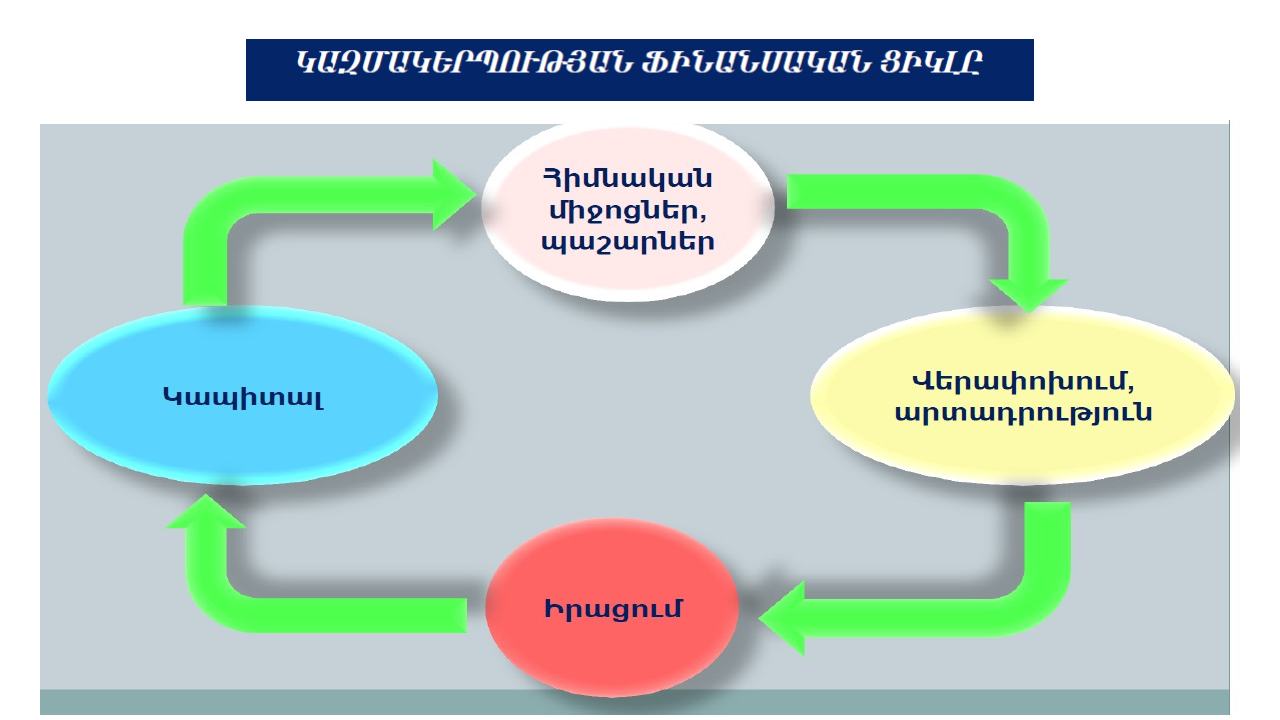 ԿԱԶՄԱԿԵՐՊՈՒԹՅԱՆ ՖԻՆԱՆՍԱԿԱՆ ՑԻԿԼԸ
Հիմնական
միջոցներ,
պաշարներ
Կապիտալ
Վերափոխում,
արտադրություն
Իրացում